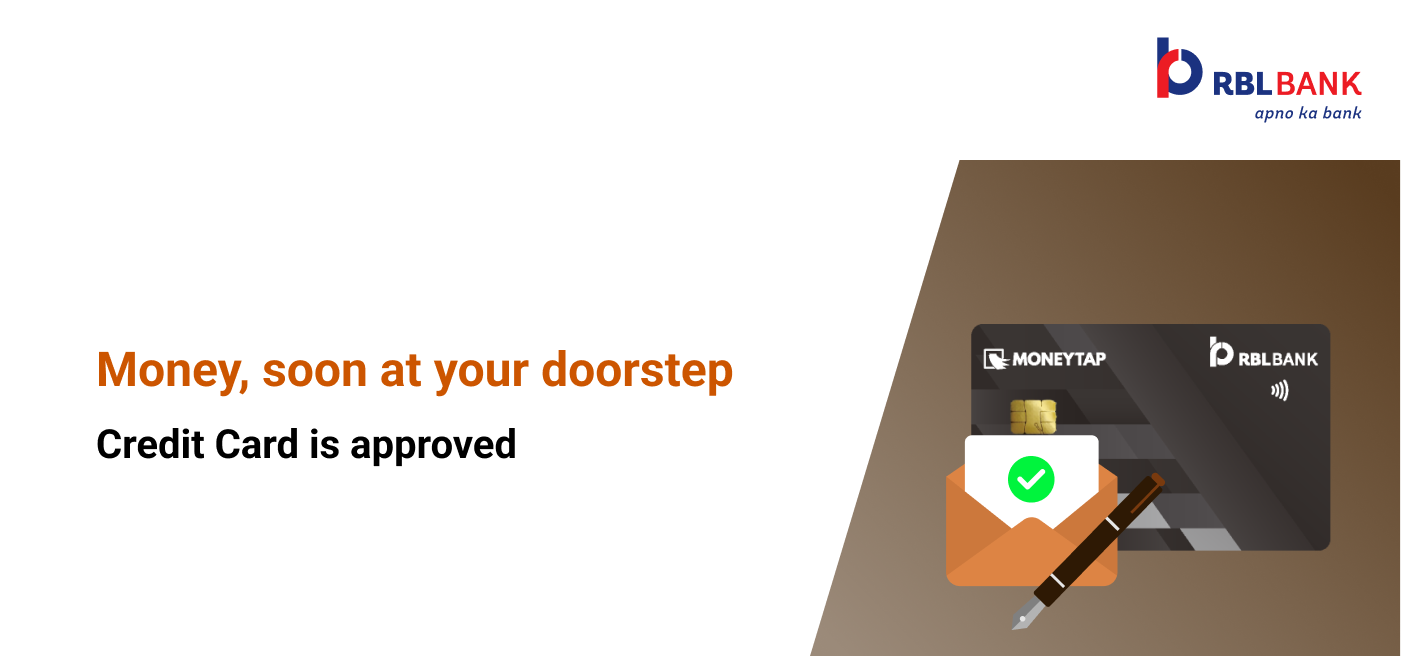 RBL BANK
apno ka bank
Money, soon at your doorstep
Credit Card is approved
MONEYTAP
RBL BANK